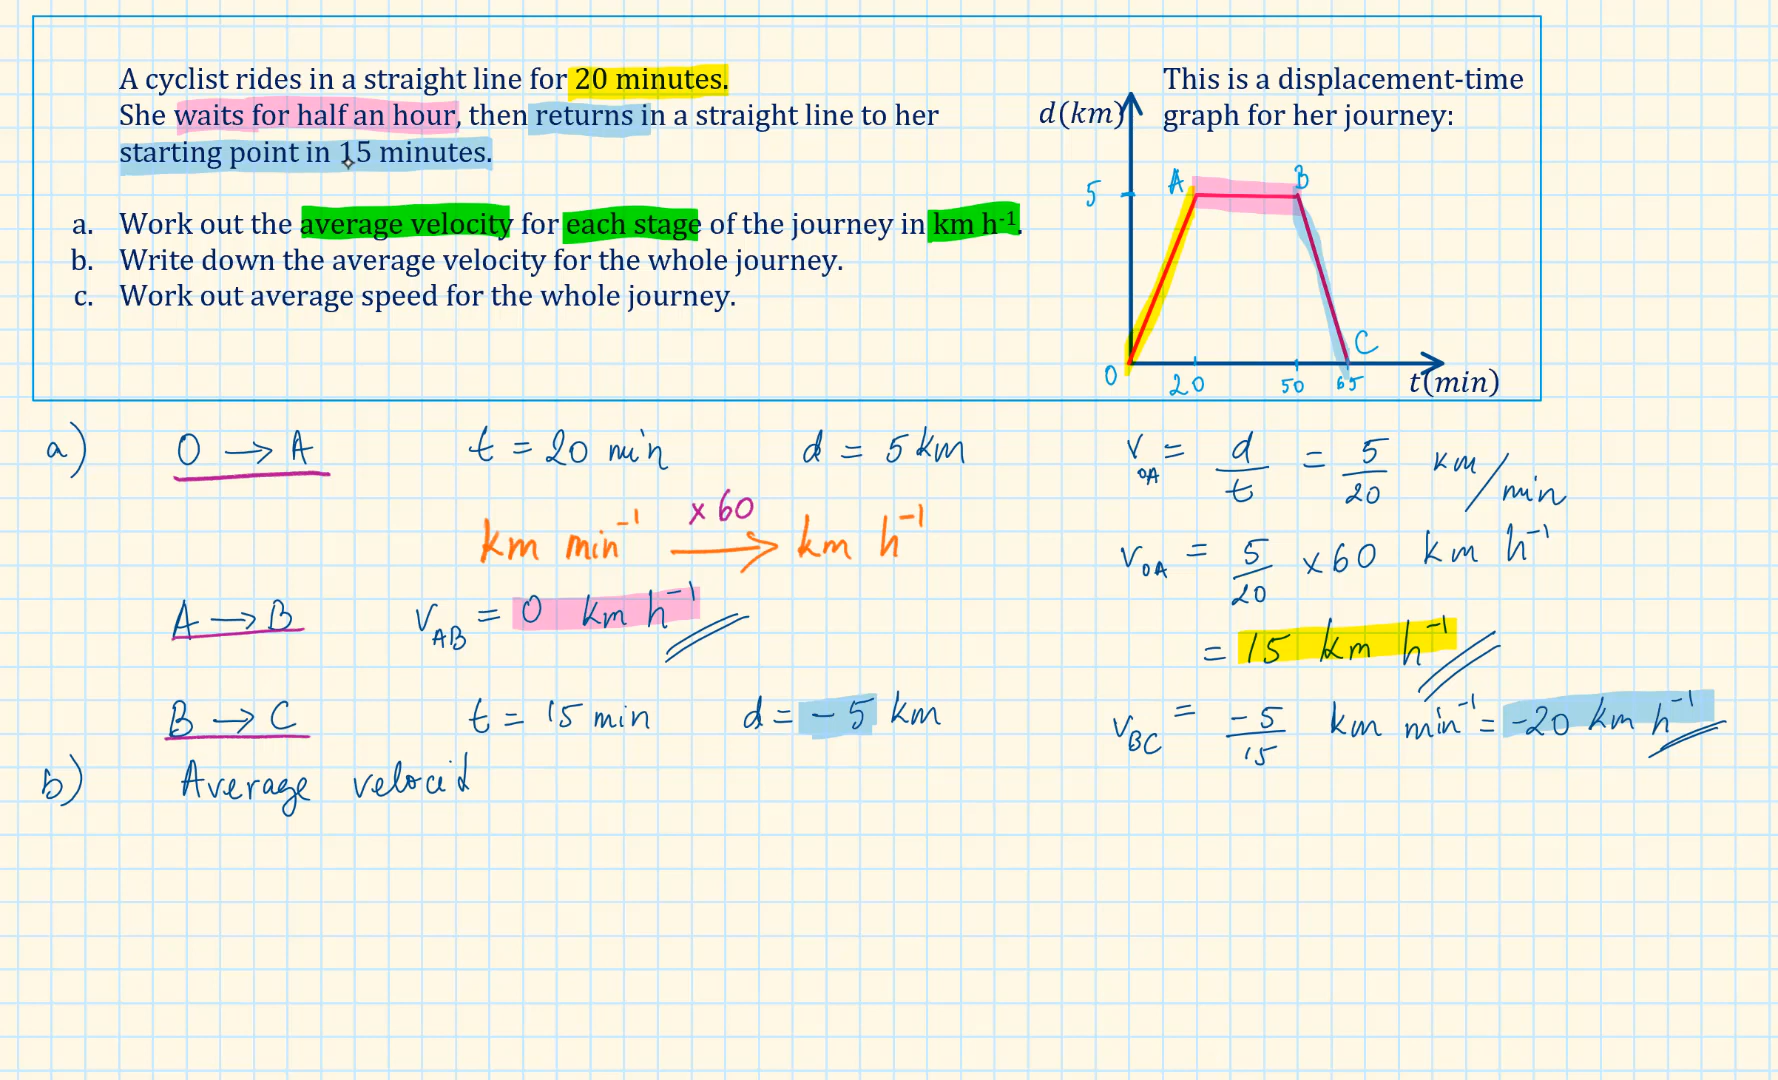 A cyclist rides in a straight line for 20 minutes.
She waits for half an hour, then returns in a straight line to her
starting point in 15 minutes.
a. Work out the average velocity for each stage of the journey in km h⁻¹.
b. Write down the average velocity for the whole journey.
c. Work out average speed for the whole journey.
This is a displacement-time
graph for her journey:
d(km)
5
A
B
C
O
20
50
65
t(min)
a) O → A t = 20 min d = 5 km
v_OA = d/t = 5/20 km/min
km min⁻¹ ×60 → km h⁻¹
v_OA = 5/20 ×60 km h⁻¹
= 15 km h⁻¹
A → B v_AB = 0 km h⁻¹
B → C t = 15 min d = -5 km
v_BC = -5/15 km min⁻¹ = -20 km h⁻¹
b) Average velocit